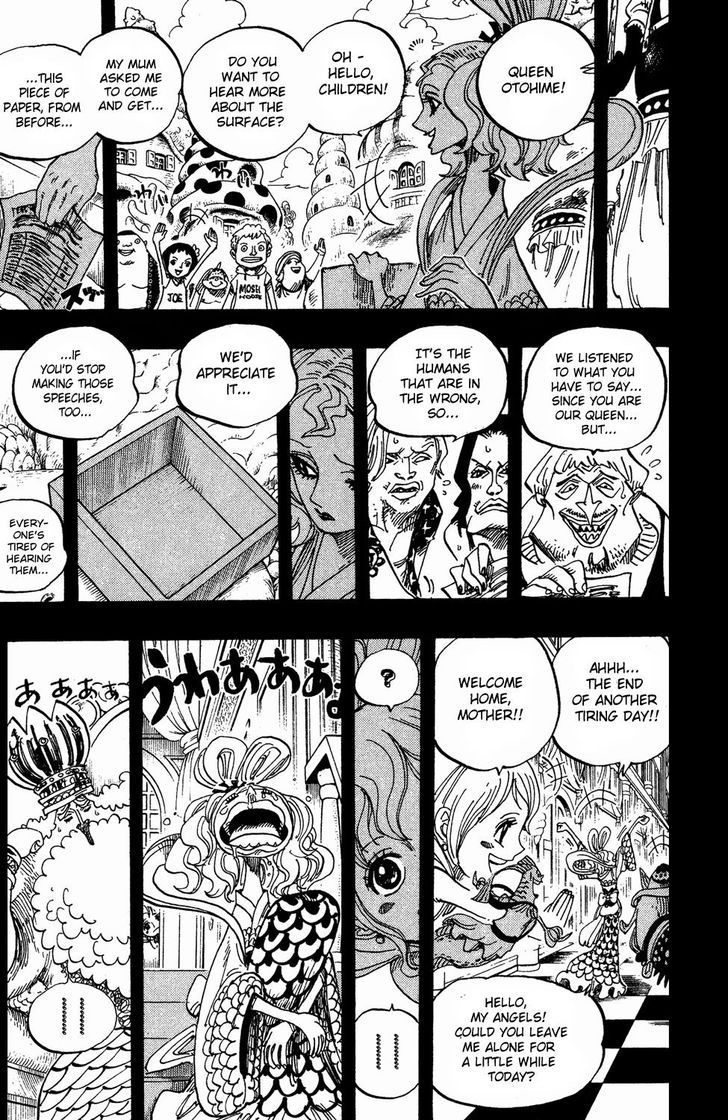 QUEEN
OTOHIME!
OH -
HELLO,
CHILDREN!
DO YOU
WANT TO
HEAR MORE
ABOUT THE
SURFACE?
MY MUM
ASKED ME
TO COME
AND GET...
...THIS
PIECE OF
PAPER, FROM
BEFORE...
JOE
MOSH
WE LISTENED
TO WHAT YOU
HAVE TO SAY...
SINCE YOU ARE
OUR QUEEN...
BUT...
IT'S THE
HUMANS
THAT ARE IN
THE WRONG,
SO...
WE'D
APPRECIATE
IT...
...IF
YOU'D STOP
MAKING THOSE
SPEECHES,
TOO...
EVERY-
ONE'S
TIRED OF
HEARING
THEM...
AHHH...
THE END
OF ANOTHER
TIRING DAY!!
WELCOME
HOME,
MOTHER!!
HELLO,
MY ANGELS!
COULD YOU LEAVE
ME ALONE FOR
A LITTLE WHILE
TODAY?
?
!!
うわぁぁぁぁ。
ああああ
!!